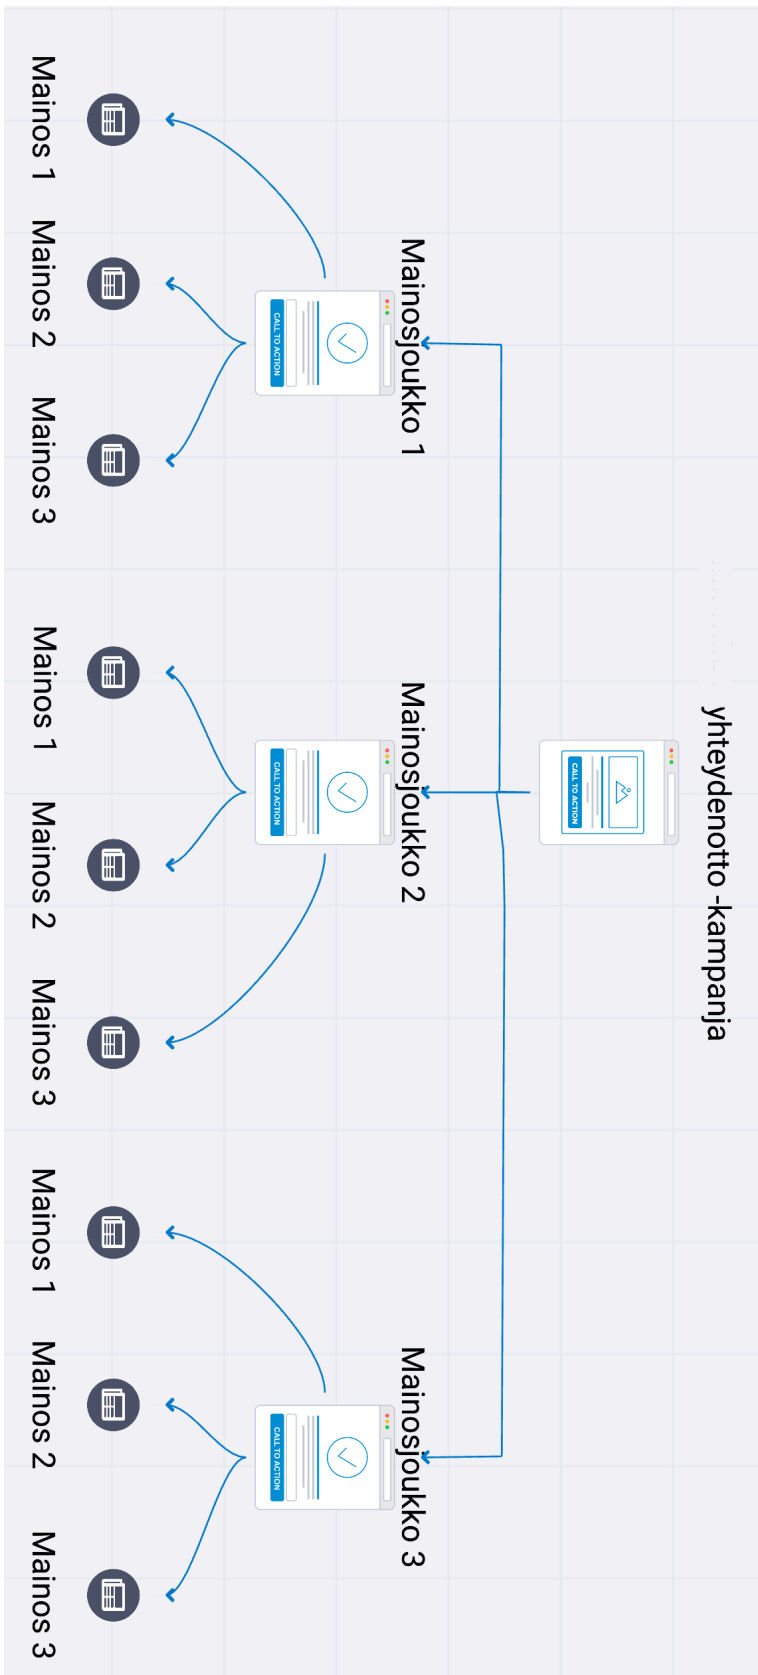 yhteydenotto -kampanja
CALL TO ACTION
Mainosjoukko 1
Mainosjoukko 2
Mainosjoukko 3
CALL TO ACTION
CALL TO ACTION
CALL TO ACTION
Mainos 1
Mainos 2
Mainos 3
Mainos 1
Mainos 2
Mainos 3
Mainos 1
Mainos 2
Mainos 3